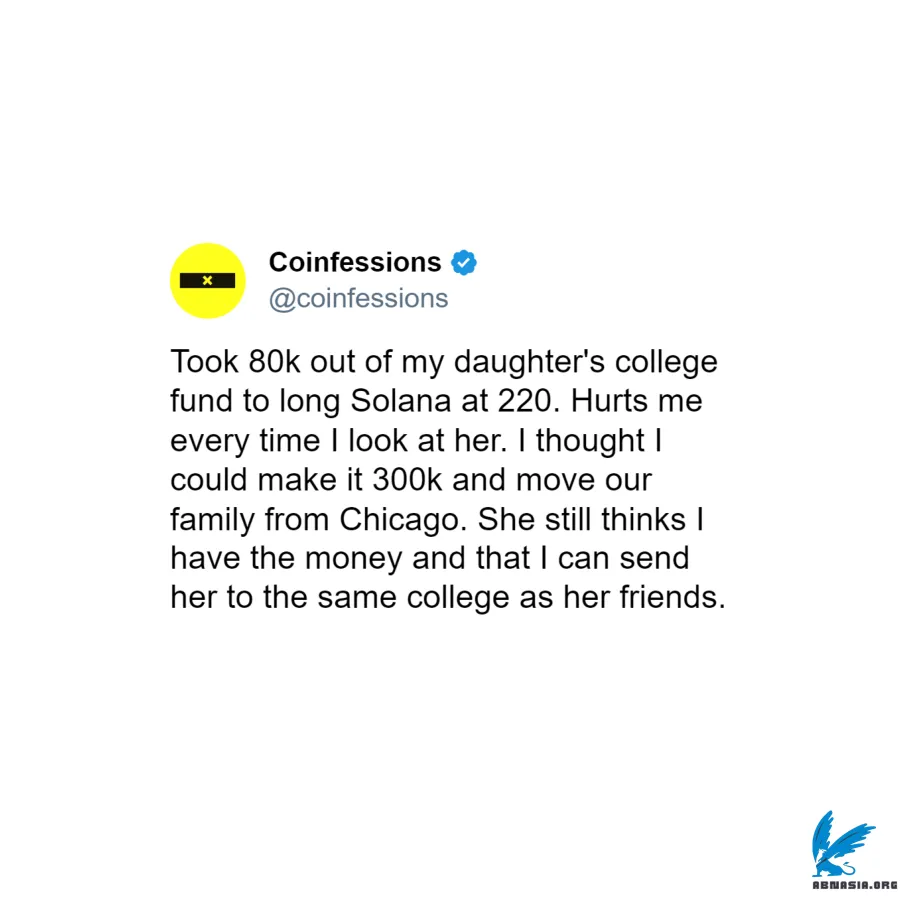 Coinfessions
@coinfessions
Took 80k out of my daughter's college
fund to long Solana at 220. Hurts me
every time I look at her. I thought I
could make it 300k and move our
family from Chicago. She still thinks I
have the money and that I can send
her to the same college as her friends.
ABNASIA.ORG